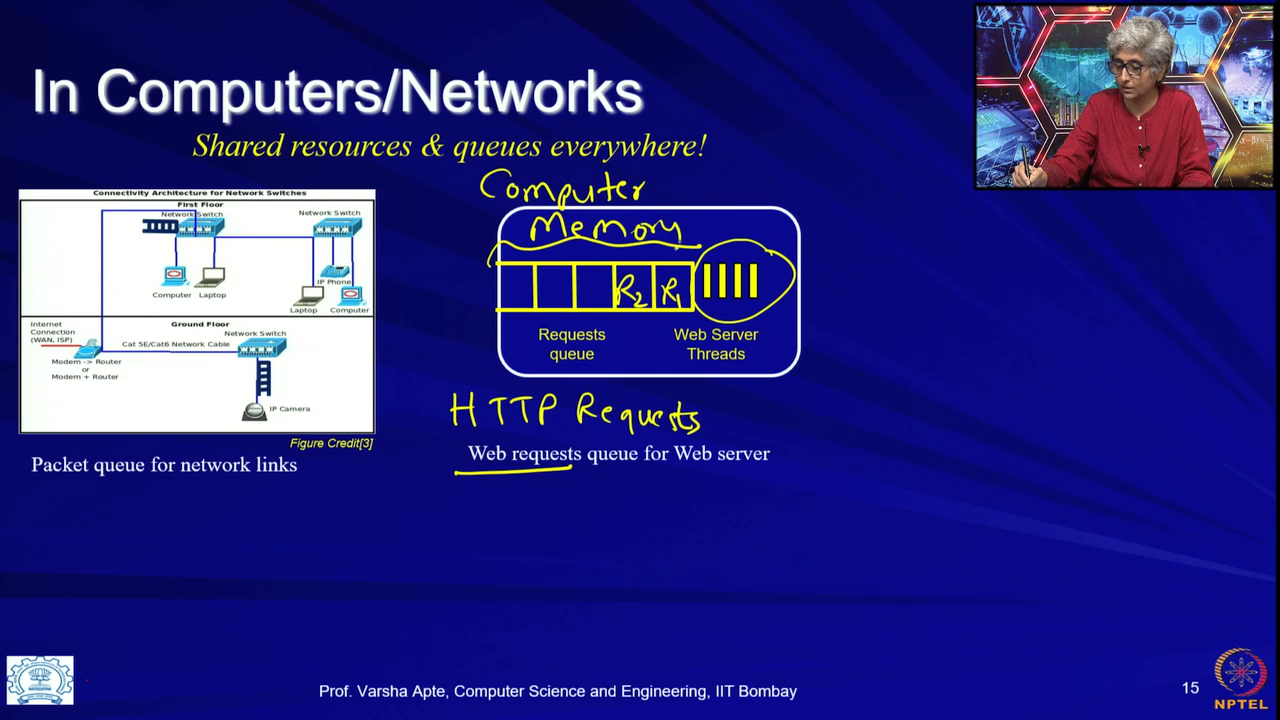 In Computers/Networks
Shared resources & queues everywhere!
Connectivity Architecture for Network Switches
First Floor
Network Switch
Network Switch
Computer
Laptop
IP Phone
Laptop
Computer
Internet
Connection
(WAN, ISP)
Ground Floor
Network Switch
Cat 5E/Cat6 Network Cable
Modem -> Router
or
Modem + Router
IP Camera
Figure Credit[3]
Packet queue for network links
Computer
Memory
R2 R1
Requests
queue
Web Server
Threads
HTTP Requests
Web requests queue for Web server
Prof. Varsha Apte, Computer Science and Engineering, IIT Bombay
15
NPTEL